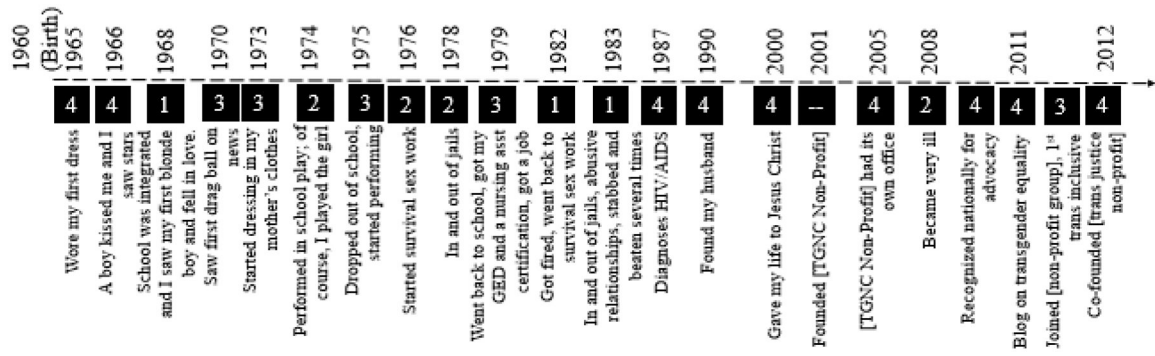 1960
(Birth)
1965
1966
1968
1970
1973
1974
1975
1976
1978
1979
1982
1983
1987
1990
2000
2001
2005
2008
2011
2012
4
4
1
3
3
2
3
2
2
3
1
1
4
4
4
--
4
2
4
4
3
4
Wore my first dress
A boy kissed me and I
saw stars
School was integrated
and I saw my first blonde
boy and fell in love.
Saw first drag ball on
news
Started dressing in my
mother's clothes
Performed in school play; of
course, I played the girl
Dropped out of school,
started performing
Started survival sex work
In and out of jails
Went back to school, got my
GED and a nursing asst
certification, got a job
Got fired, went back to
survival sex work
In and out of jails, abusive
relationships, stabbed and
beaten several times
Diagnoses HIV/AIDS
Found my husband
Gave my life to Jesus Christ
Founded [TGNC Non-Profit]
[TGNC Non-Profit] had its
own office
Became very ill
Recognized nationally for
advocacy
Blog on transgender equality
Joined [non-profit group], 1st
trans inclusive
Co-founded [trans justice
non-profit]